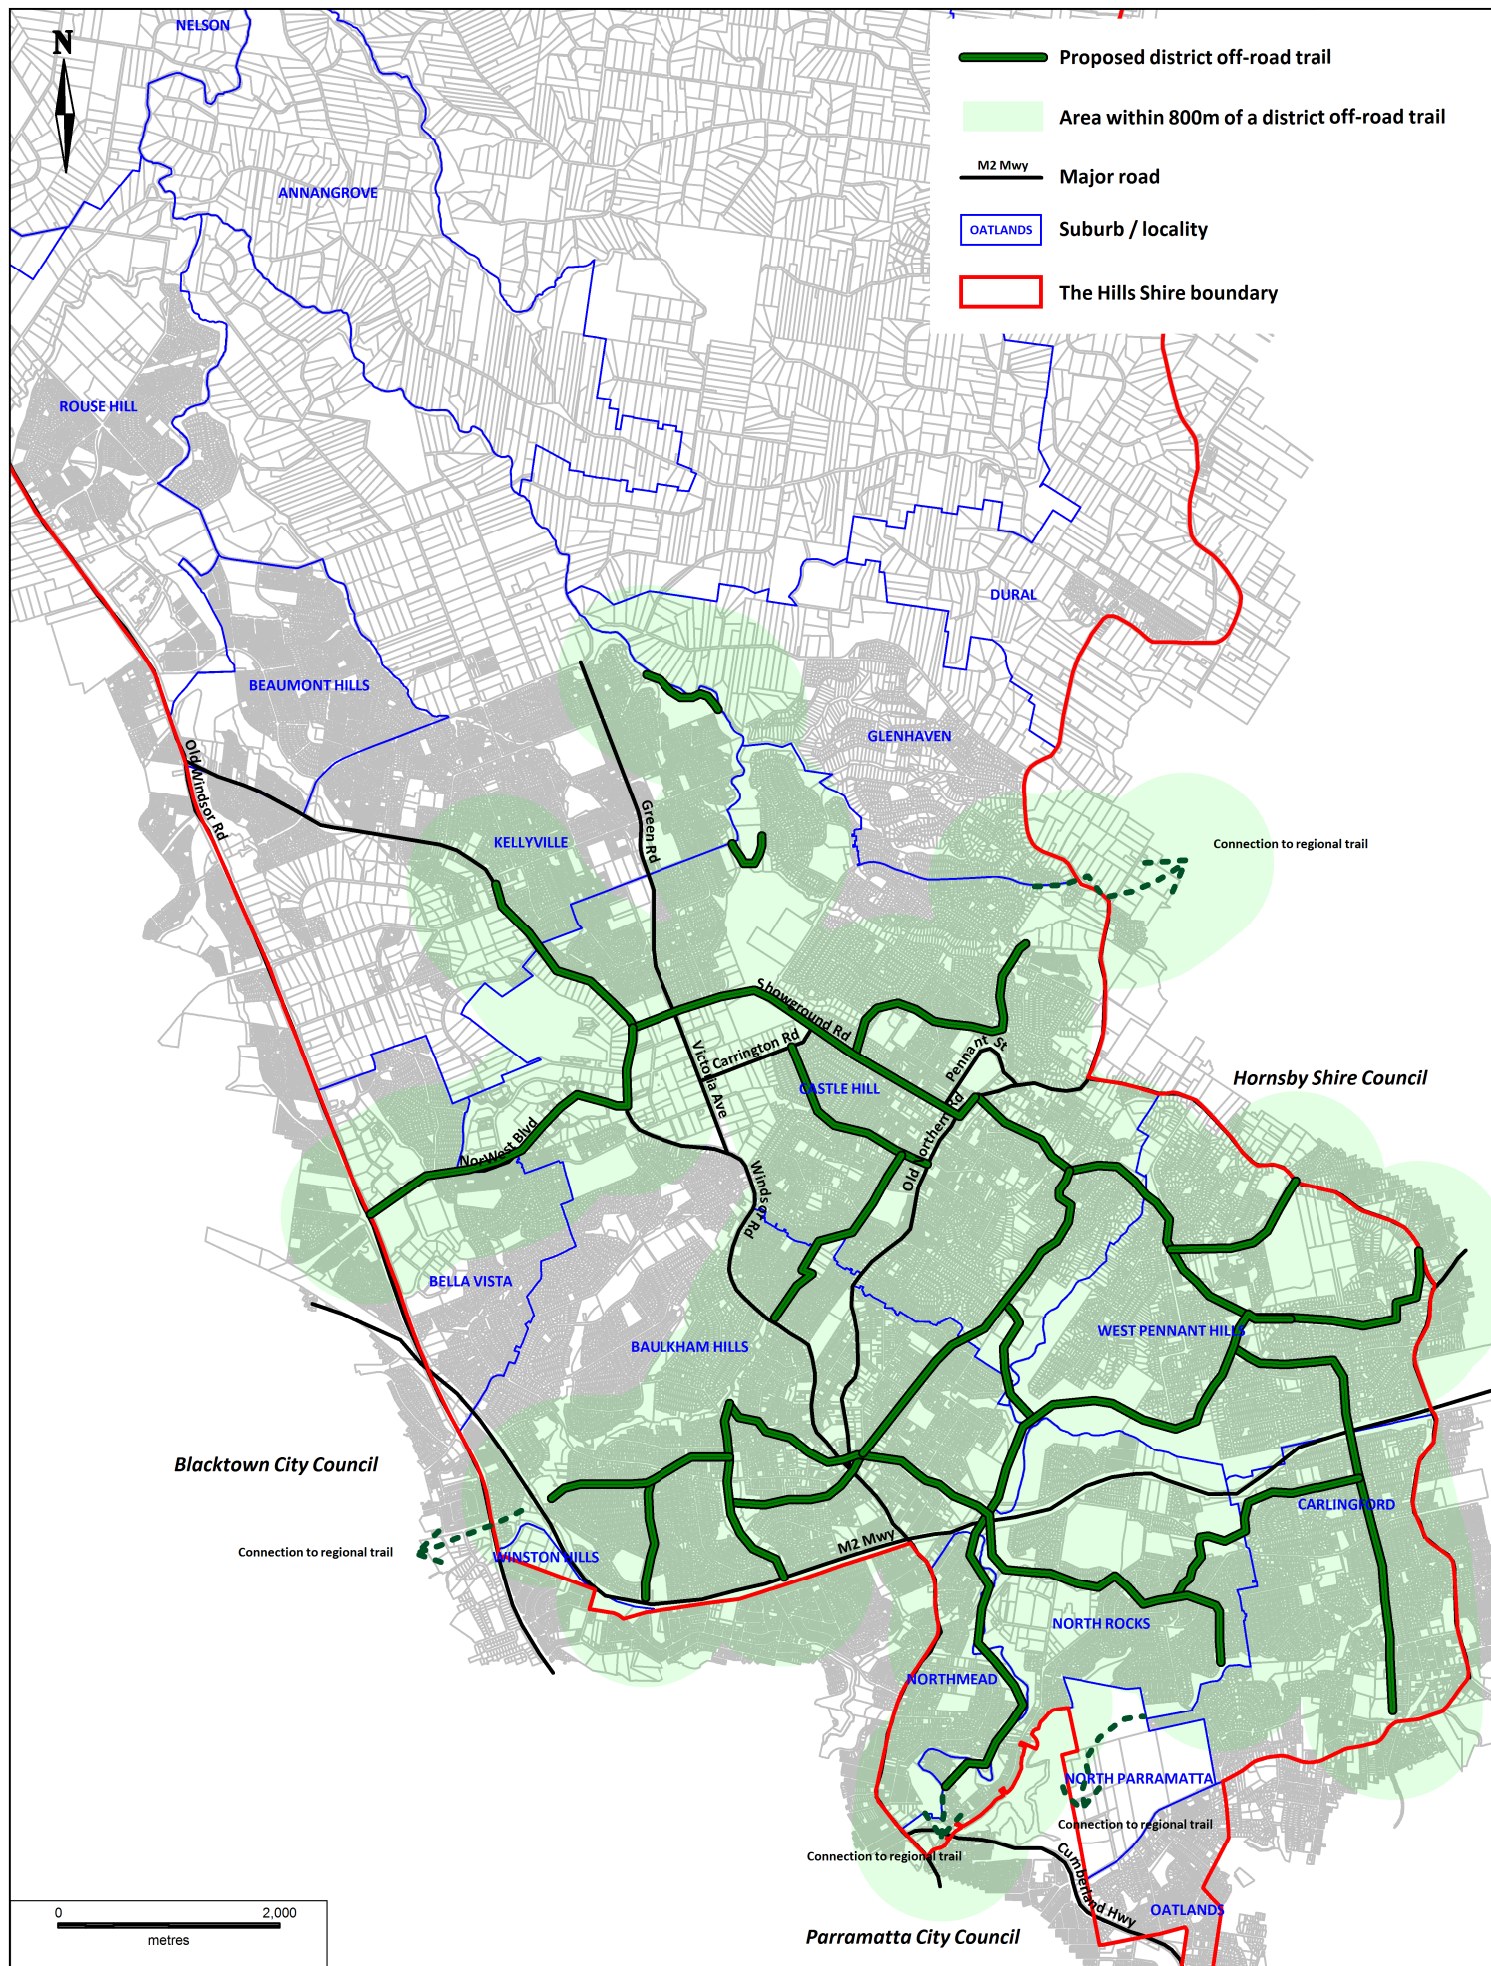 NELSON
N
Proposed district off-road trail
Area within 800m of a district off-road trail
M2 Mwy
Major road
ANNANGROVE
OATLANDS
Suburb / locality
The Hills Shire boundary
ROUSE HILL
DURAL
BEAUMONT HILLS
GLENHAVEN
Old Windsor Rd
Green Rd
KELLYVILLE
Connection to regional trail
Showground Rd
Carrington Rd
Victoria Ave
Pennant St
CASTLE HILL
Hornsby Shire Council
NorWest Blvd
Old Northern Rd
Windsor Rd
BELLA VISTA
WEST PENNANT HILLS
BAULKHAM HILLS
Blacktown City Council
CARLINGFORD
M2 Mwy
Connection to regional trail
WINSTON HILLS
NORTH ROCKS
NORTHMEAD
NORTH PARRAMATTA
Connection to regional trail
Connection to regional trail
Cumberland Hwy
OATLANDS
0 2,000
metres
Parramatta City Council